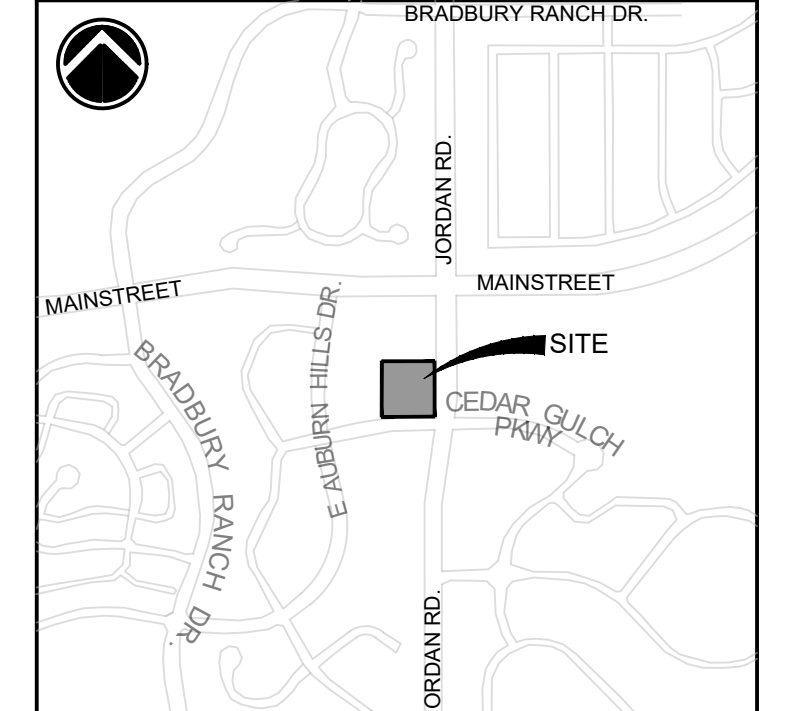 BRADBURY RANCH DR.
JORDAN RD.
MAINSTREET
MAINSTREET
E AUBURN HILLS DR.
SITE
BRADBURY RANCH DR.
CEDAR GULCH
PKWY
ORDAN RD.